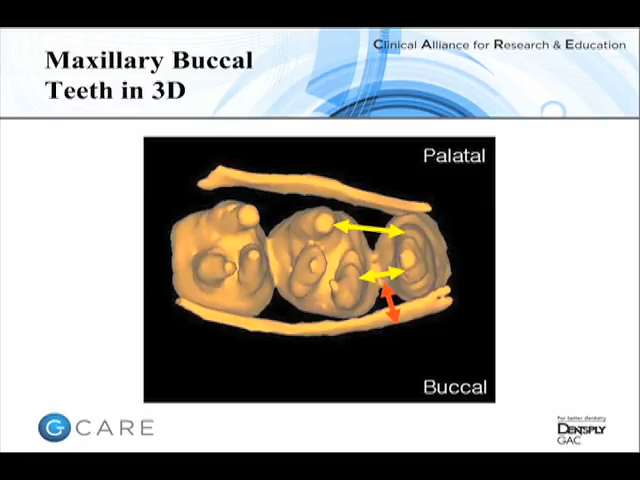 Clinical Alliance for Research & Education
Maxillary Buccal
Teeth in 3D
Palatal
Buccal
G CARE
For better dentistry
DENTSPLY
GAC